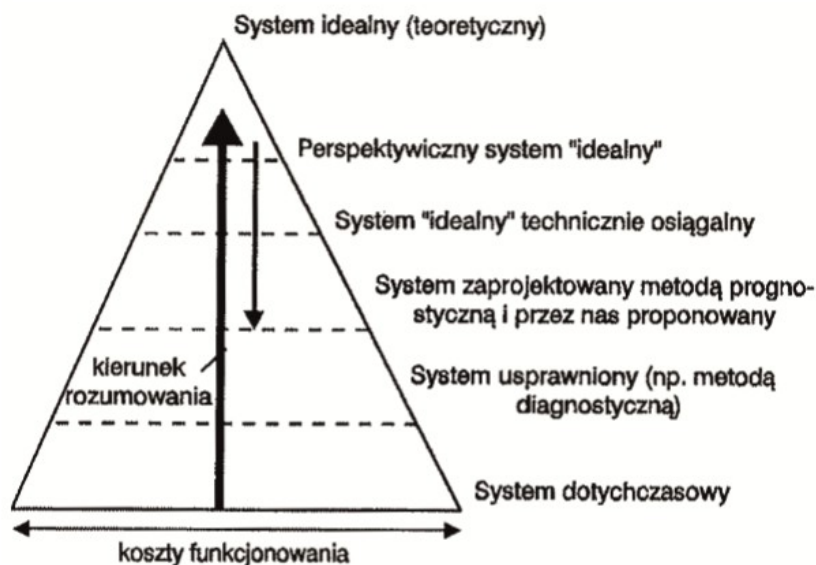 System idealny (teoretyczny)
Perspektywiczny system "idealny"
System "idealny" technicznie osiągalny
System zaprojektowany metodą progno-
styczną i przez nas proponowany
kierunek
rozumowania
System usprawniony (np. metodą
diagnostyczną)
System dotychczasowy
koszty funkcjonowania